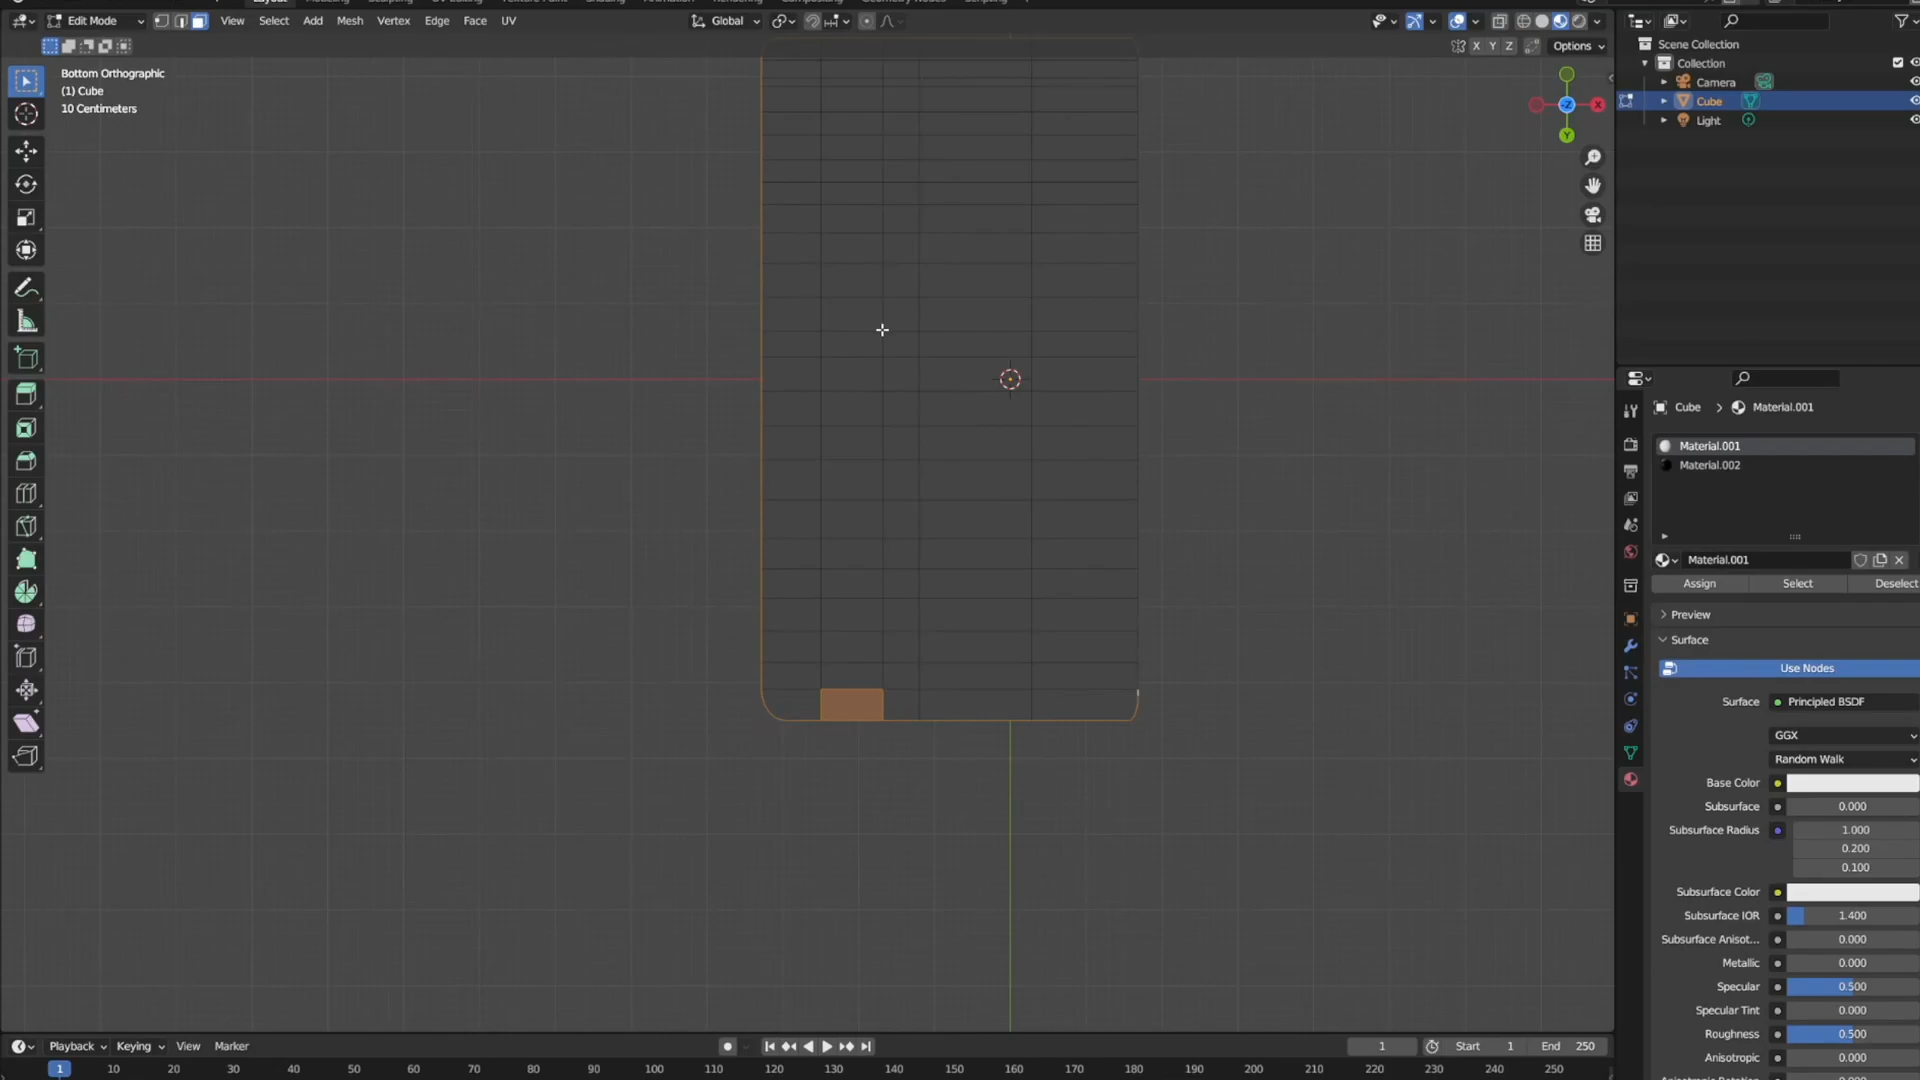 Layout
Edit Mode View Select Add Mesh Vertex Edge Face UV Global
X Y Z Options
Bottom Orthographic
(1) Cube
10 Centimeters
-Z X Y
Scene Collection
Collection
Camera
Cube
Light
Cube > Material.001
Material.001
Material.002
Material.001
Assign Select Deselect
Preview
Surface
Use Nodes
Surface Principled BSDF
GGX
Random Walk
Base Color
Subsurface 0.000
Subsurface Radius 1.000
0.200
0.100
Subsurface Color
Subsurface IOR 1.400
Subsurface Anisot... 0.000
Metallic 0.000
Specular 0.500
Specular Tint 0.000
Roughness 0.500
Anisotropic 0.000
Playback Keying View Marker 1 Start 1 End 250
1 10 20 30 40 50 60 70 80 90 100 110 120 130 140 150 160 170 180 190 200 210 220 230 240 250